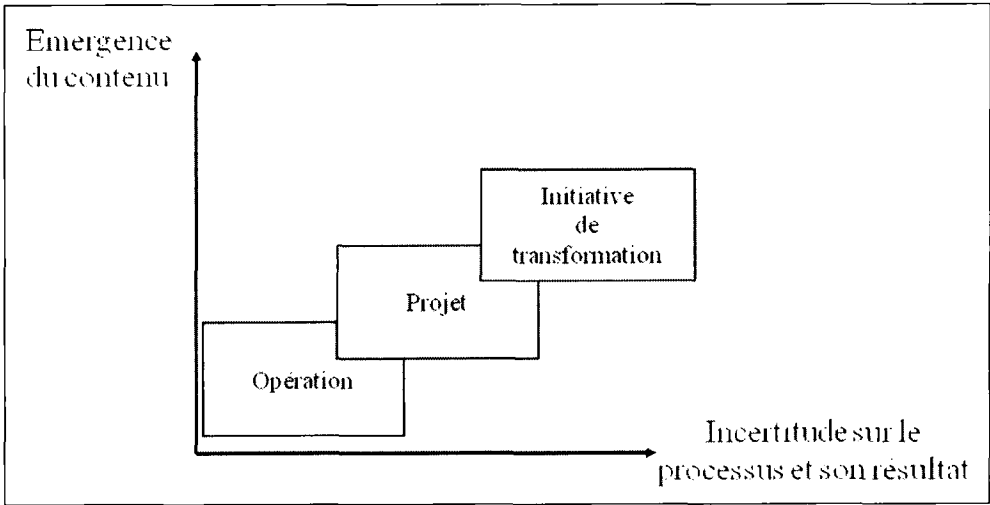 Emergence
du contenu
Initiative
de
transformation
Projet
Opération
Incertitude sur le
processus et son résultat